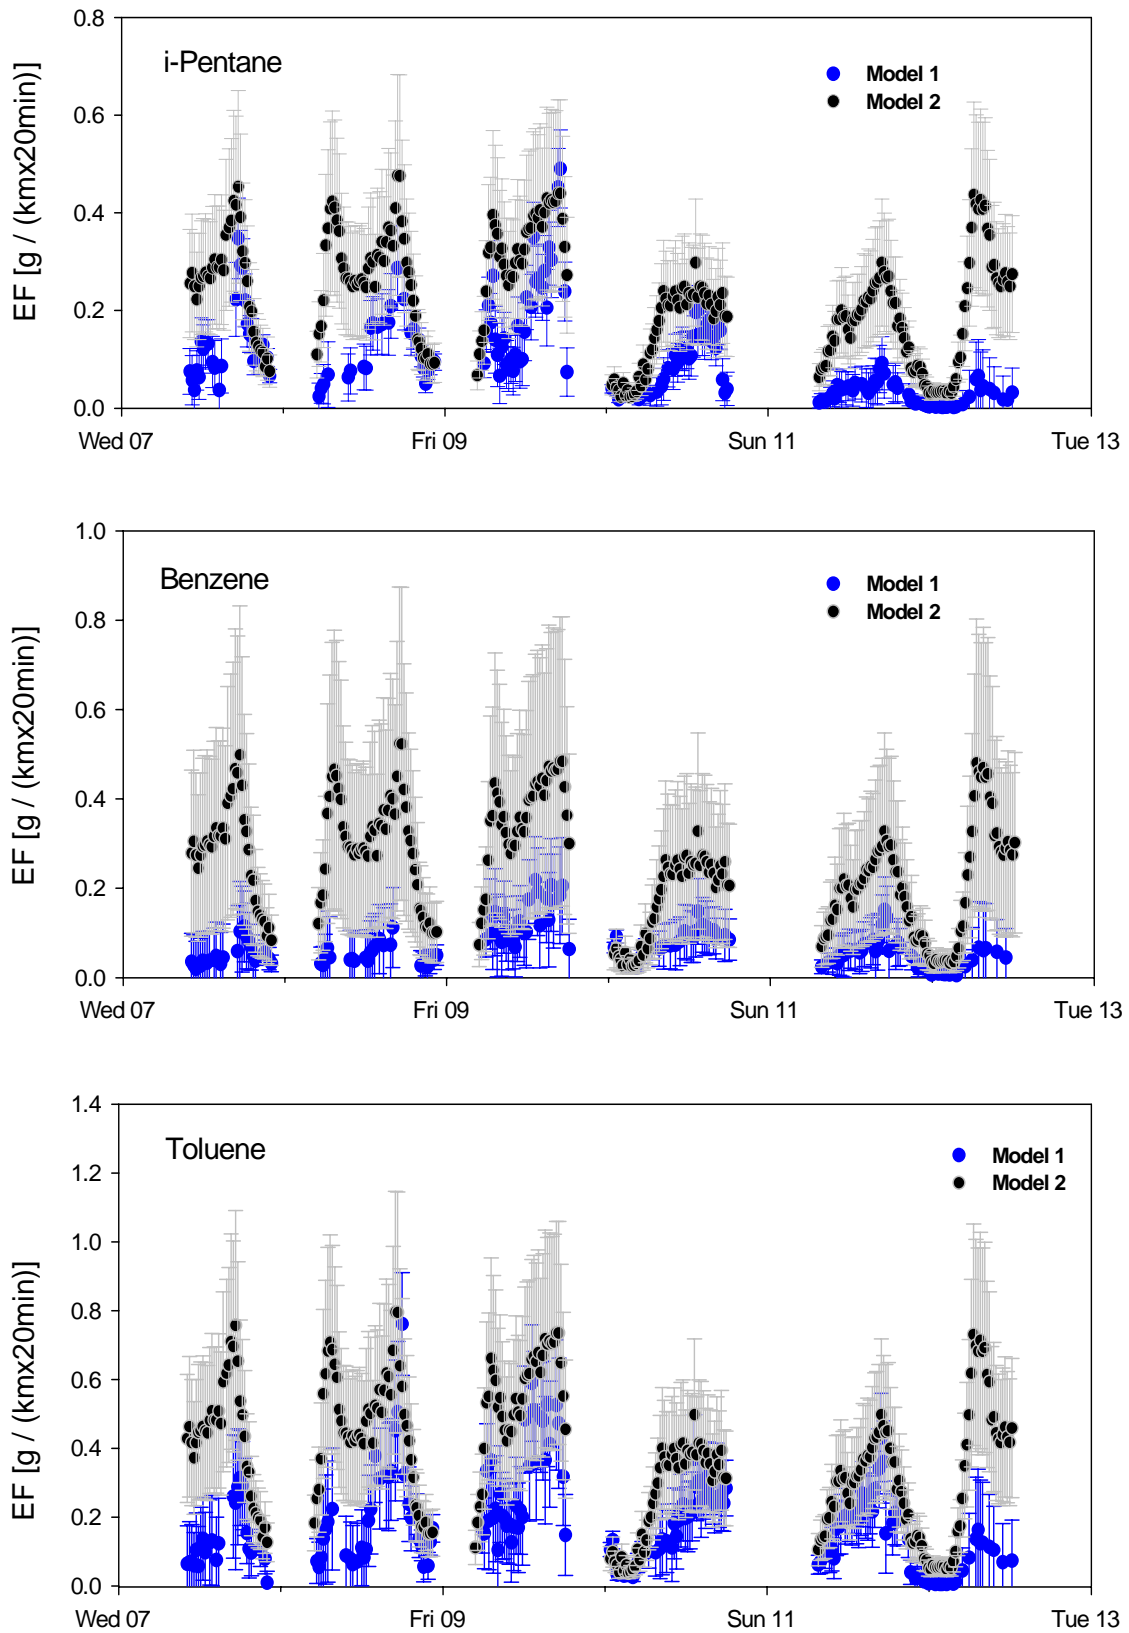 0.8
i-Pentane
Model 1
Model 2
0.6
0.4
0.2
0.0
EF [g / (kmx20min)]
Wed 07 Fri 09 Sun 11 Tue 13
1.0
Benzene
Model 1
Model 2
0.8
0.6
0.4
0.2
0.0
EF [g / (kmx20min)]
Wed 07 Fri 09 Sun 11 Tue 13
1.4
Toluene
Model 1
Model 2
1.2
1.0
0.8
0.6
0.4
0.2
0.0
EF [g / (kmx20min)]
Wed 07 Fri 09 Sun 11 Tue 13